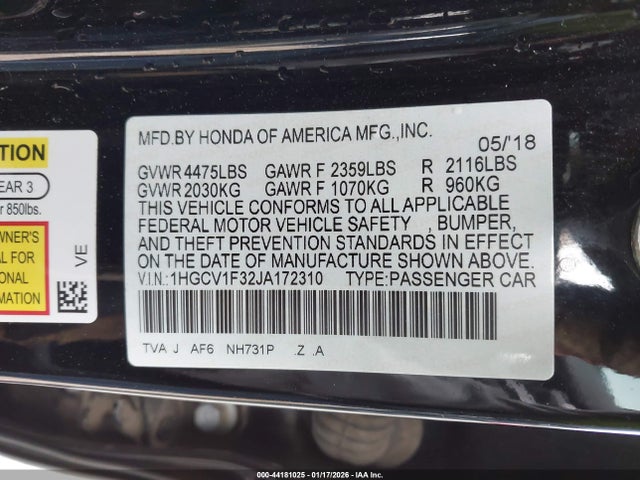 TION
EAR 3
r 850lbs.
WNER'S
AL FOR
ONAL
RMATION
VE
MFD.BY HONDA OF AMERICA MFG.,INC.
05/'18
GVWR 4475LBS GAWR F 2359LBS R 2116LBS
GVWR 2030KG GAWR F 1070KG R 960KG
THIS VEHICLE CONFORMS TO ALL APPLICABLE
FEDERAL MOTOR VEHICLE SAFETY , BUMPER,
AND THEFT PREVENTION STANDARDS IN EFFECT
ON THE DATE OF MANUFACTURE SHOWN ABOVE.
V.I.N.:1HGCV1F32JA172310 TYPE:PASSENGER CAR
TVA J AF6 NH731P .Z .A
000-44181025 - 01/17/2026 - IAA Inc.